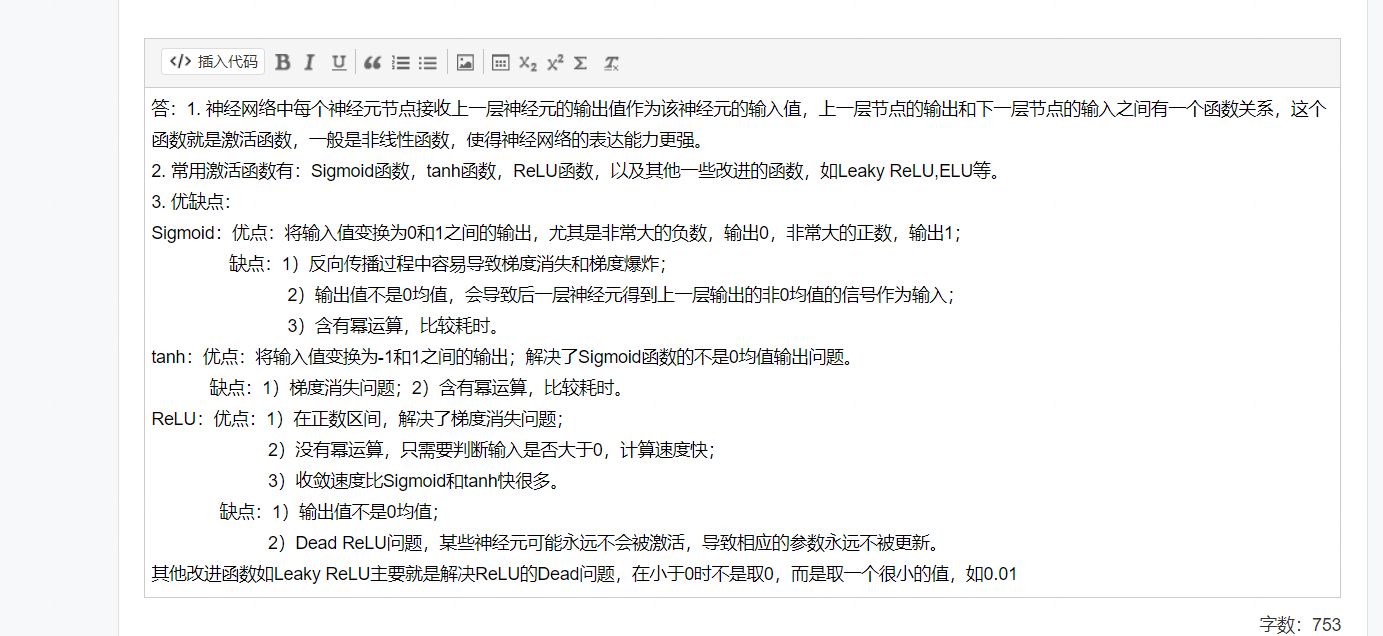 插入代码 B I U X₂ x² Σ
答：1. 神经网络中每个神经元节点接收上一层神经元的输出值作为该神经元的输入值，上一层节点的输出和下一层节点的输入之间有一个函数关系，这个
函数就是激活函数，一般是非线性函数，使得神经网络的表达能力更强。
2. 常用激活函数有：Sigmoid函数，tanh函数，ReLU函数，以及其他一些改进的函数，如Leaky ReLU,ELU等。
3. 优缺点：
Sigmoid：优点：将输入值变换为0和1之间的输出，尤其是非常大的负数，输出0，非常大的正数，输出1；
缺点：1）反向传播过程中容易导致梯度消失和梯度爆炸；
2）输出值不是0均值，会导致后一层神经元得到上一层输出的非0均值的信号作为输入；
3）含有幂运算，比较耗时。
tanh：优点：将输入值变换为-1和1之间的输出；解决了Sigmoid函数的不是0均值输出问题。
缺点：1）梯度消失问题；2）含有幂运算，比较耗时。
ReLU：优点：1）在正数区间，解决了梯度消失问题；
2）没有幂运算，只需要判断输入是否大于0，计算速度快；
3）收敛速度比Sigmoid和tanh快很多。
缺点：1）输出值不是0均值；
2）Dead ReLU问题，某些神经元可能永远不会被激活，导致相应的参数永远不被更新。
其他改进函数如Leaky ReLU主要就是解决ReLU的Dead问题，在小于0时不是取0，而是取一个很小的值，如0.01
字数：753